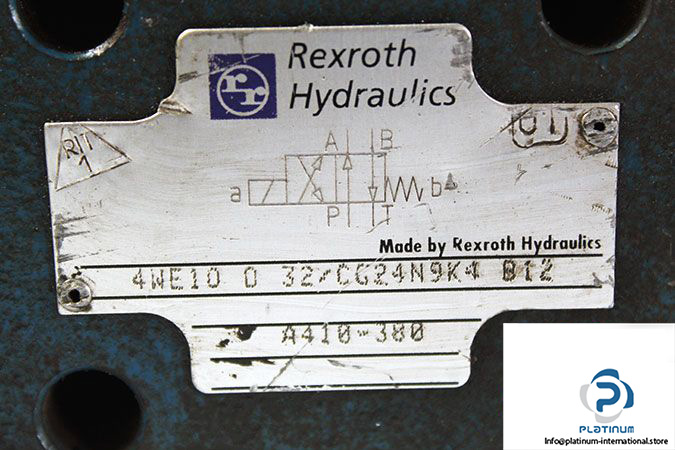 Rexroth
Hydraulics
A B
a b
P T
Made by Rexroth Hydraulics
4WE10 D 32/CG24N9K4 B12
A410-380
PLATINUM
Info@platinum-international.store